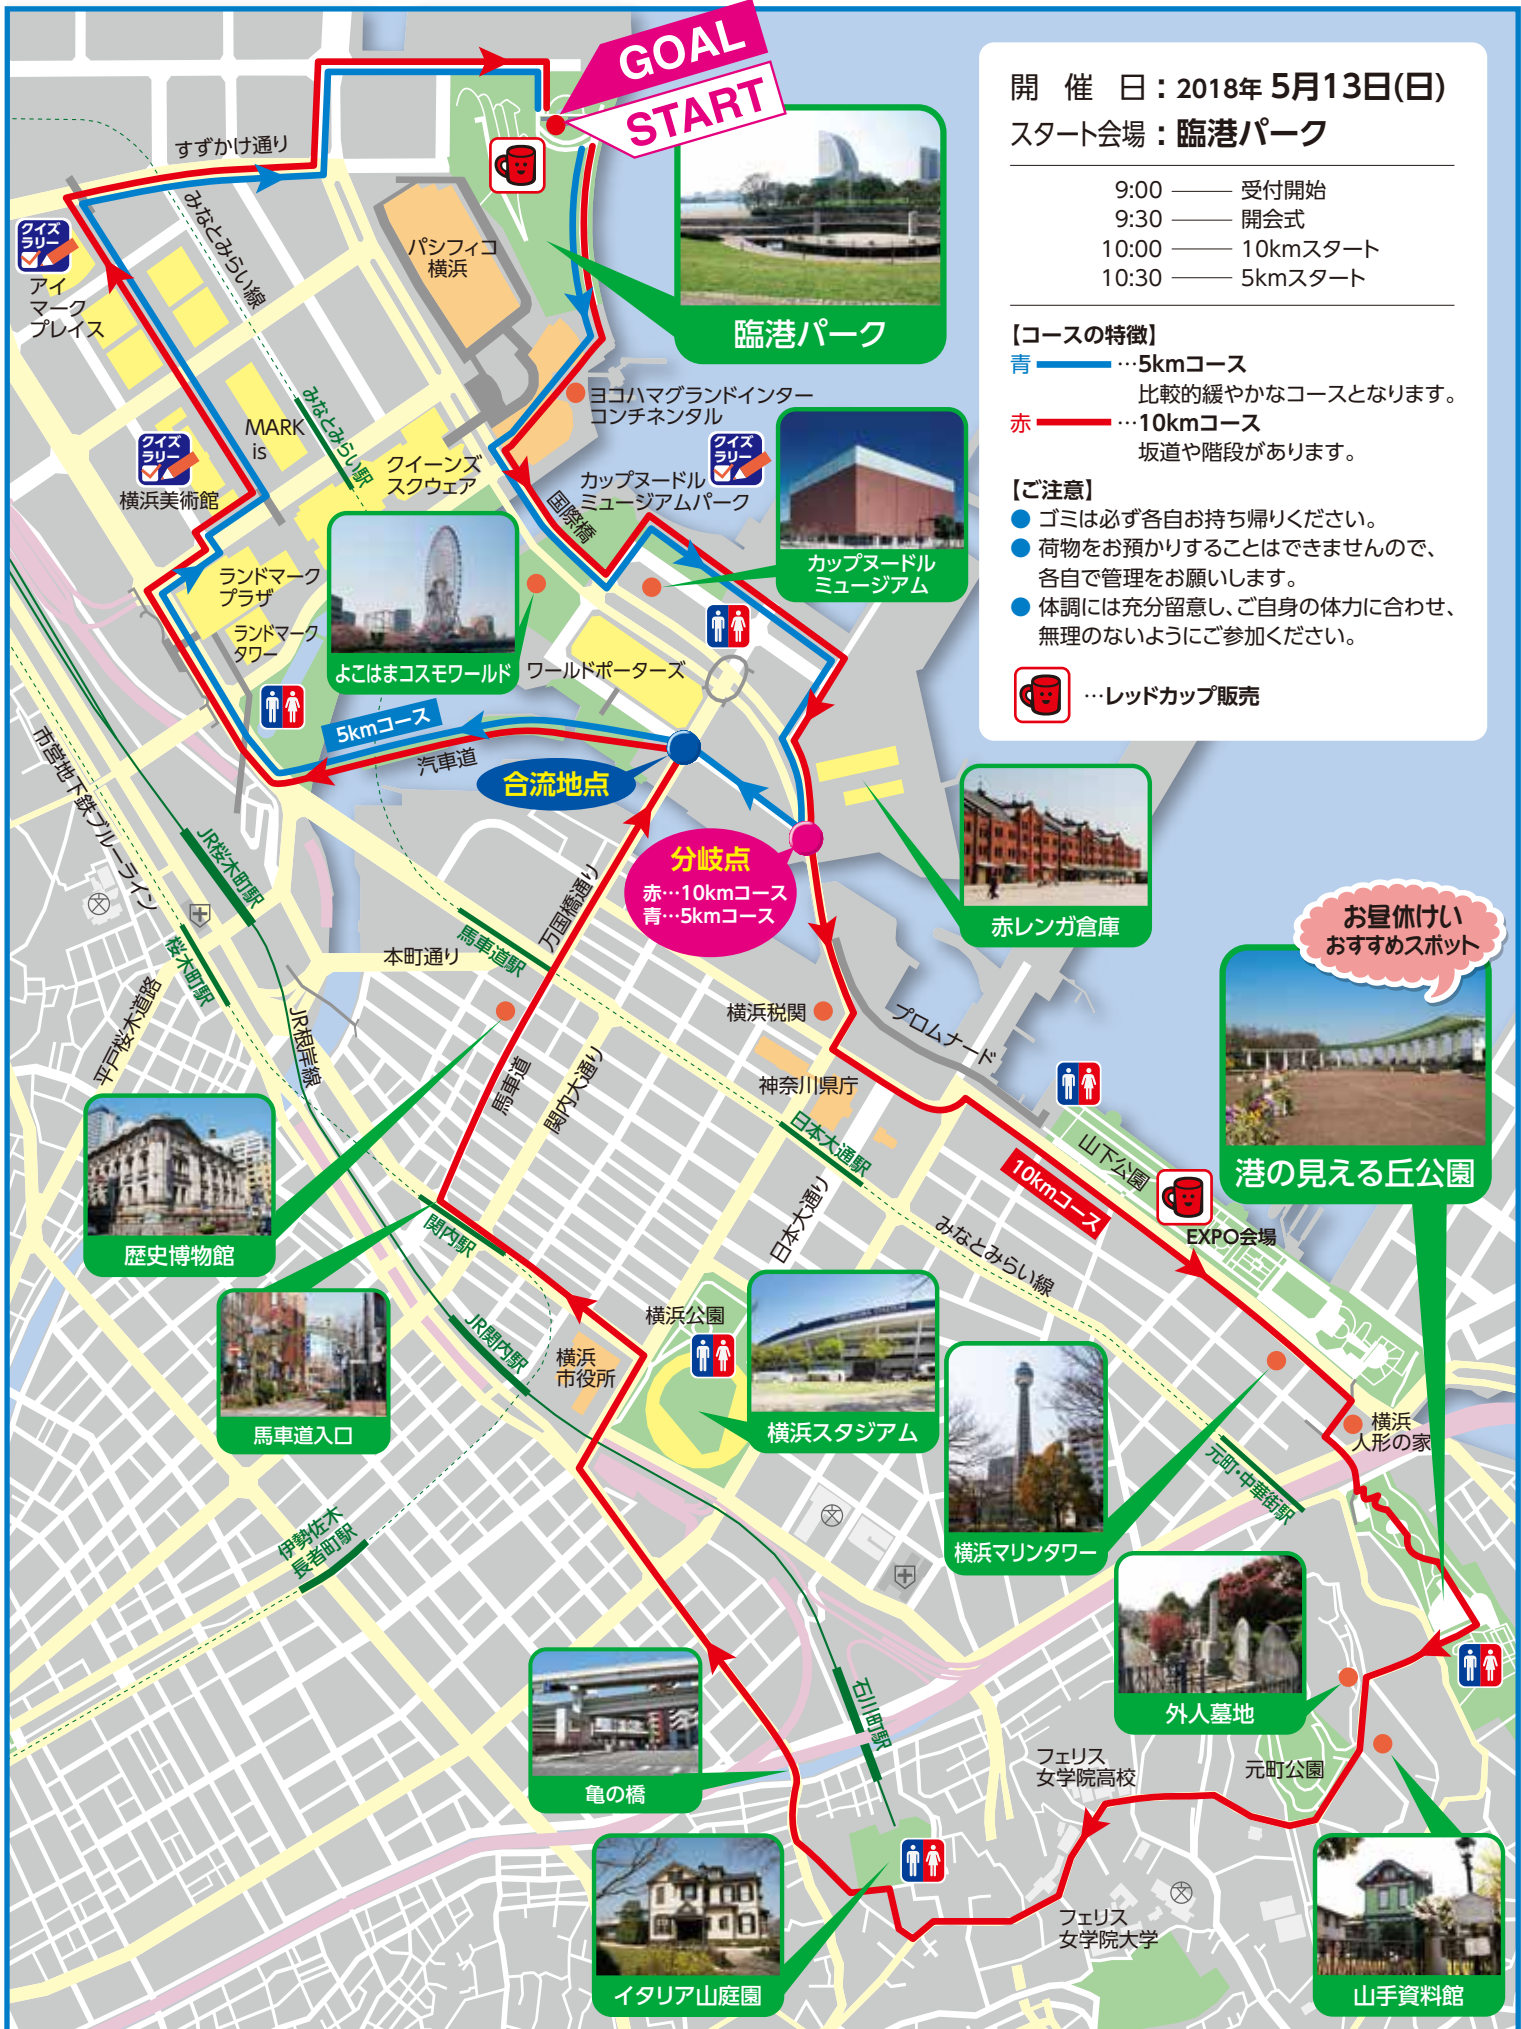 GOAL
START
開催日：2018年 5月13日(日)
スタート会場：臨港パーク
9:00 受付開始
9:30 開会式
10:00 10kmスタート
10:30 5kmスタート
【コースの特徴】
青 …5kmコース
比較的緩やかなコースとなります。
赤 …10kmコース
坂道や階段があります。
【ご注意】
● ゴミは必ず各自お持ち帰りください。
● 荷物をお預かりすることはできませんので、
各自で管理をお願いします。
● 体調には充分留意し、ご自身の体力に合わせ、
無理のないようにご参加ください。
…レッドカップ販売
すずかけ通り
みなとみらい線
パシフィコ
横浜
臨港パーク
クイズ
ラリー
アイ
マーク
プレイス
ヨコハマグランドインター
コンチネンタル
MARK
is
みなとみらい駅
クイーンズ
スクウェア
クイズ
ラリー
横浜美術館
クイズ
ラリー
カップヌードル
ミュージアムパーク
国際橋
カップヌードル
ミュージアム
ランドマーク
プラザ
ランドマーク
タワー
よこはまコスモワールド
ワールドポーターズ
5kmコース
汽車道
合流地点
分岐点
赤…10kmコース
青…5kmコース
赤レンガ倉庫
市営地下鉄ブルーライン
JR桜木町駅
桜木町駅
平戸桜木道路
JR根岸線
本町通り
馬車道駅
万国橋通り
横浜税関
プロムナード
お昼休けい
おすすめスポット
港の見える丘公園
馬車道
関内大通り
神奈川県庁
日本大通駅
日本大通り
歴史博物館
関内駅
10kmコース
山下公園
EXPO会場
みなとみらい線
馬車道入口
JR関内駅
横浜
市役所
横浜公園
横浜スタジアム
横浜マリンタワー
横浜
人形の家
元町・中華街駅
伊勢佐木
長者町駅
亀の橋
石川町駅
外人墓地
フェリス
女学院高校
元町公園
イタリア山庭園
フェリス
女学院大学
山手資料館